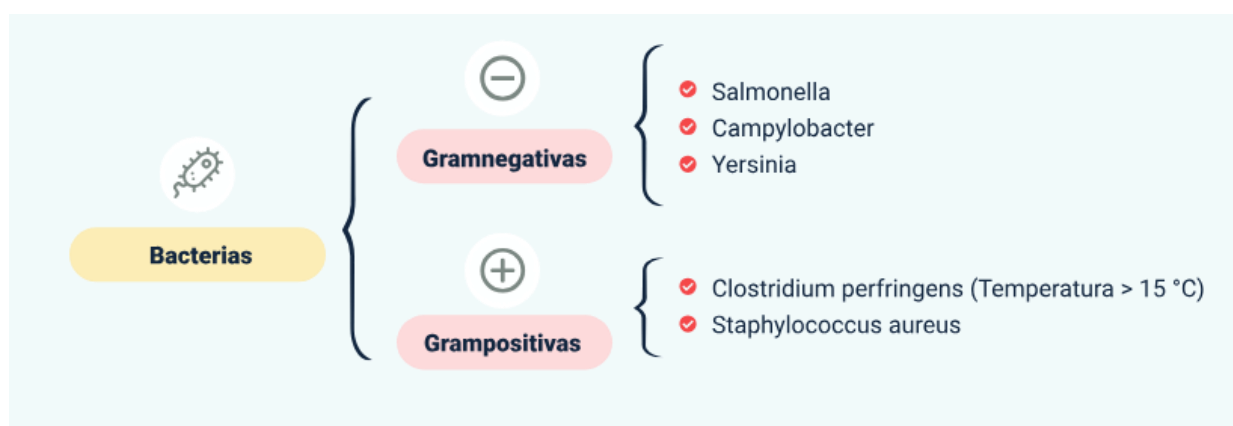 Bacterias
Gramnegativas
Salmonella
Campylobacter
Yersinia
Grampositivas
Clostridium perfringens (Temperatura > 15 °C)
Staphylococcus aureus